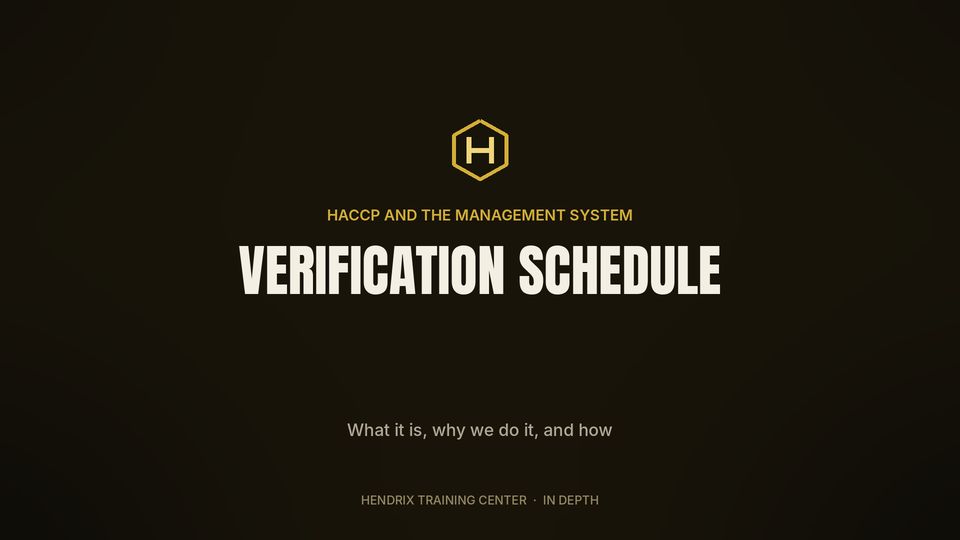 H
HACCP AND THE MANAGEMENT SYSTEM
VERIFICATION SCHEDULE
What it is, why we do it, and how
HENDRIX TRAINING CENTER · IN DEPTH